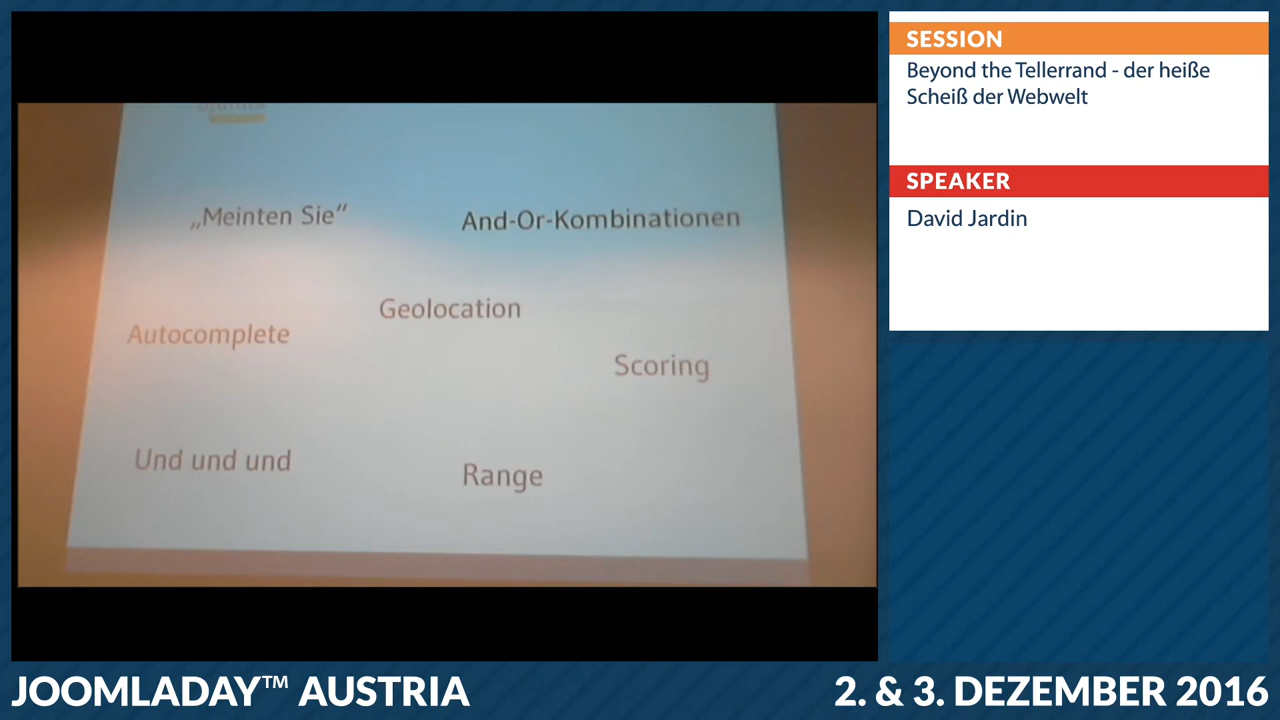 „Meinten Sie“
And-Or-Kombinationen
Geolocation
Autocomplete
Scoring
Und und und
Range
SESSION
Beyond the Tellerrand - der heiße
Scheiß der Webwelt
SPEAKER
David Jardin
JOOMLADAY™ AUSTRIA
2. & 3. DEZEMBER 2016